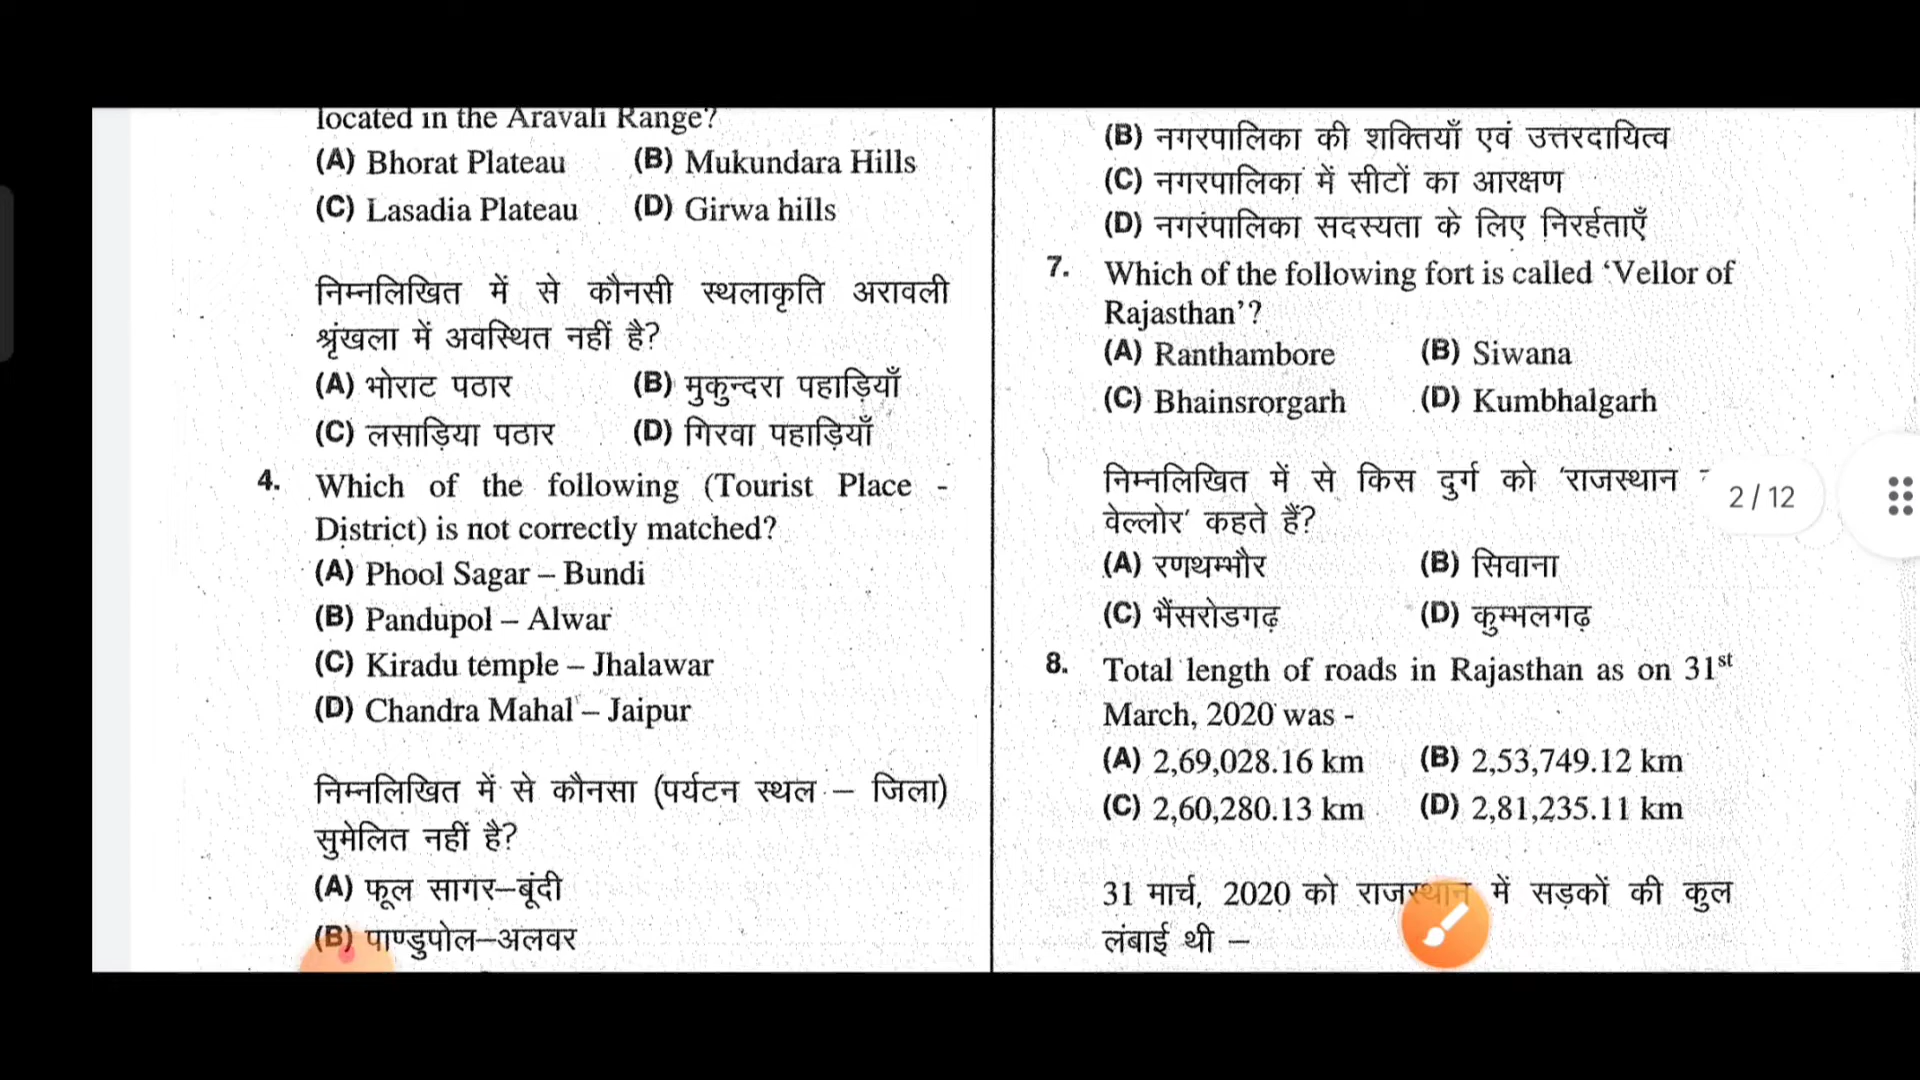 located in the Aravali Range?
(A) Bhorat Plateau (B) Mukundara Hills
(C) Lasadia Plateau (D) Girwa hills
निम्नलिखित में से कौनसी स्थलाकृति अरावली
श्रृंखला में अवस्थित नहीं है?
(A) भोराट पठार (B) मुकुन्दरा पहाड़ियाँ
(C) लसाड़िया पठार (D) गिरवा पहाड़ियाँ
4. Which of the following (Tourist Place -
District) is not correctly matched?
(A) Phool Sagar – Bundi
(B) Pandupol – Alwar
(C) Kiradu temple – Jhalawar
(D) Chandra Mahal – Jaipur
निम्नलिखित में से कौनसा (पर्यटन स्थल – जिला)
सुमेलित नहीं है?
(A) फूल सागर–बूंदी
(B) पाण्डुपोल–अलवर
(B) नगरपालिका की शक्तियाँ एवं उत्तरदायित्व
(C) नगरपालिका में सीटों का आरक्षण
(D) नगरपालिका सदस्यता के लिए निरर्हताएँ
7. Which of the following fort is called ‘Vellor of
Rajasthan’?
(A) Ranthambore (B) Siwana
(C) Bhainsrorgarh (D) Kumbhalgarh
निम्नलिखित में से किस दुर्ग को ‘राजस्थान
वेल्लोर’ कहते हैं?
(A) रणथम्भौर (B) सिवाना
(C) भैंसरोडगढ़ (D) कुम्भलगढ़
8. Total length of roads in Rajasthan as on 31st
March, 2020 was -
(A) 2,69,028.16 km (B) 2,53,749.12 km
(C) 2,60,280.13 km (D) 2,81,235.11 km
31 मार्च, 2020 को राजस्थान में सड़कों की कुल
लंबाई थी –
2 / 12